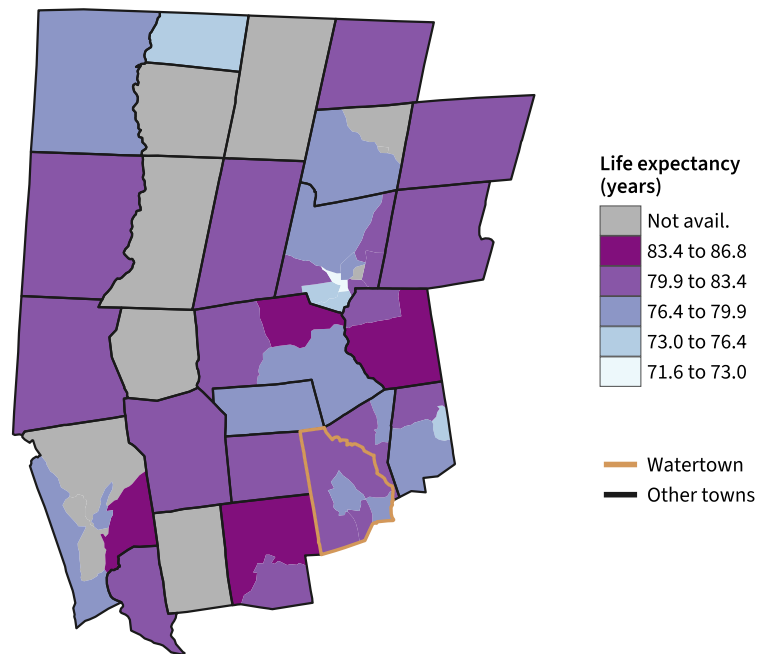 Life expectancy
(years)
Not avail.
83.4 to 86.8
79.9 to 83.4
76.4 to 79.9
73.0 to 76.4
71.6 to 73.0
Watertown
Other towns